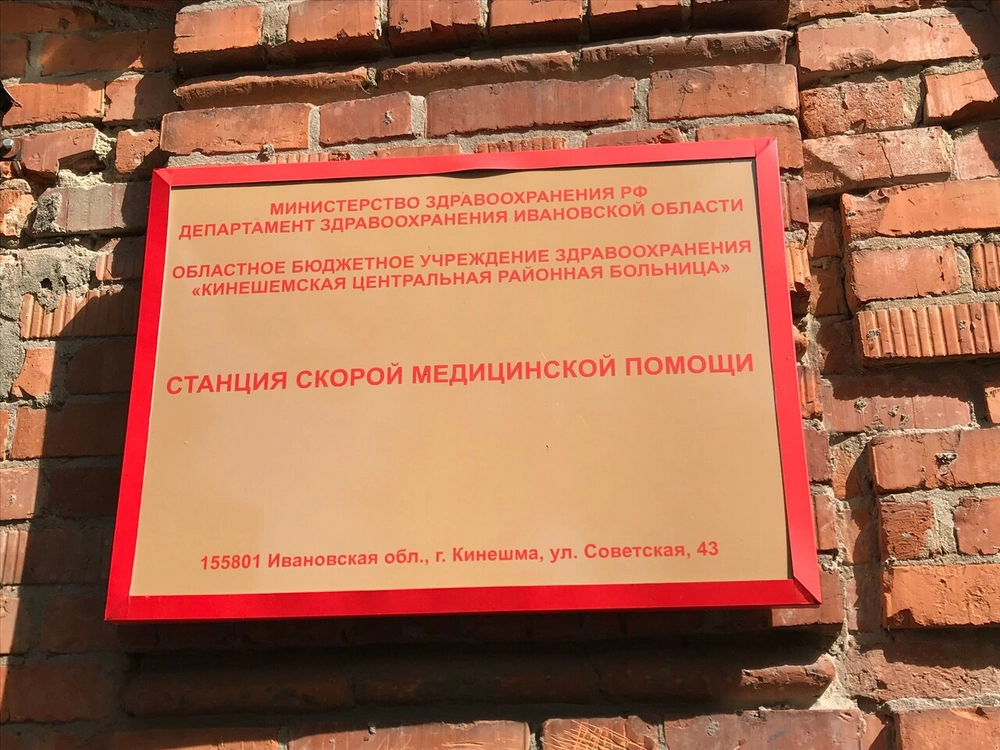 МИНИСТЕРСТВО ЗДРАВООХРАНЕНИЯ РФ
ДЕПАРТАМЕНТ ЗДРАВООХРАНЕНИЯ ИВАНОВСКОЙ ОБЛАСТИ
ОБЛАСТНОЕ БЮДЖЕТНОЕ УЧРЕЖДЕНИЕ ЗДРАВООХРАНЕНИЯ
«КИНЕШЕМСКАЯ ЦЕНТРАЛЬНАЯ РАЙОННАЯ БОЛЬНИЦА»
СТАНЦИЯ СКОРОЙ МЕДИЦИНСКОЙ ПОМОЩИ
155801 Ивановская обл., г. Кинешма, ул. Советская, 43